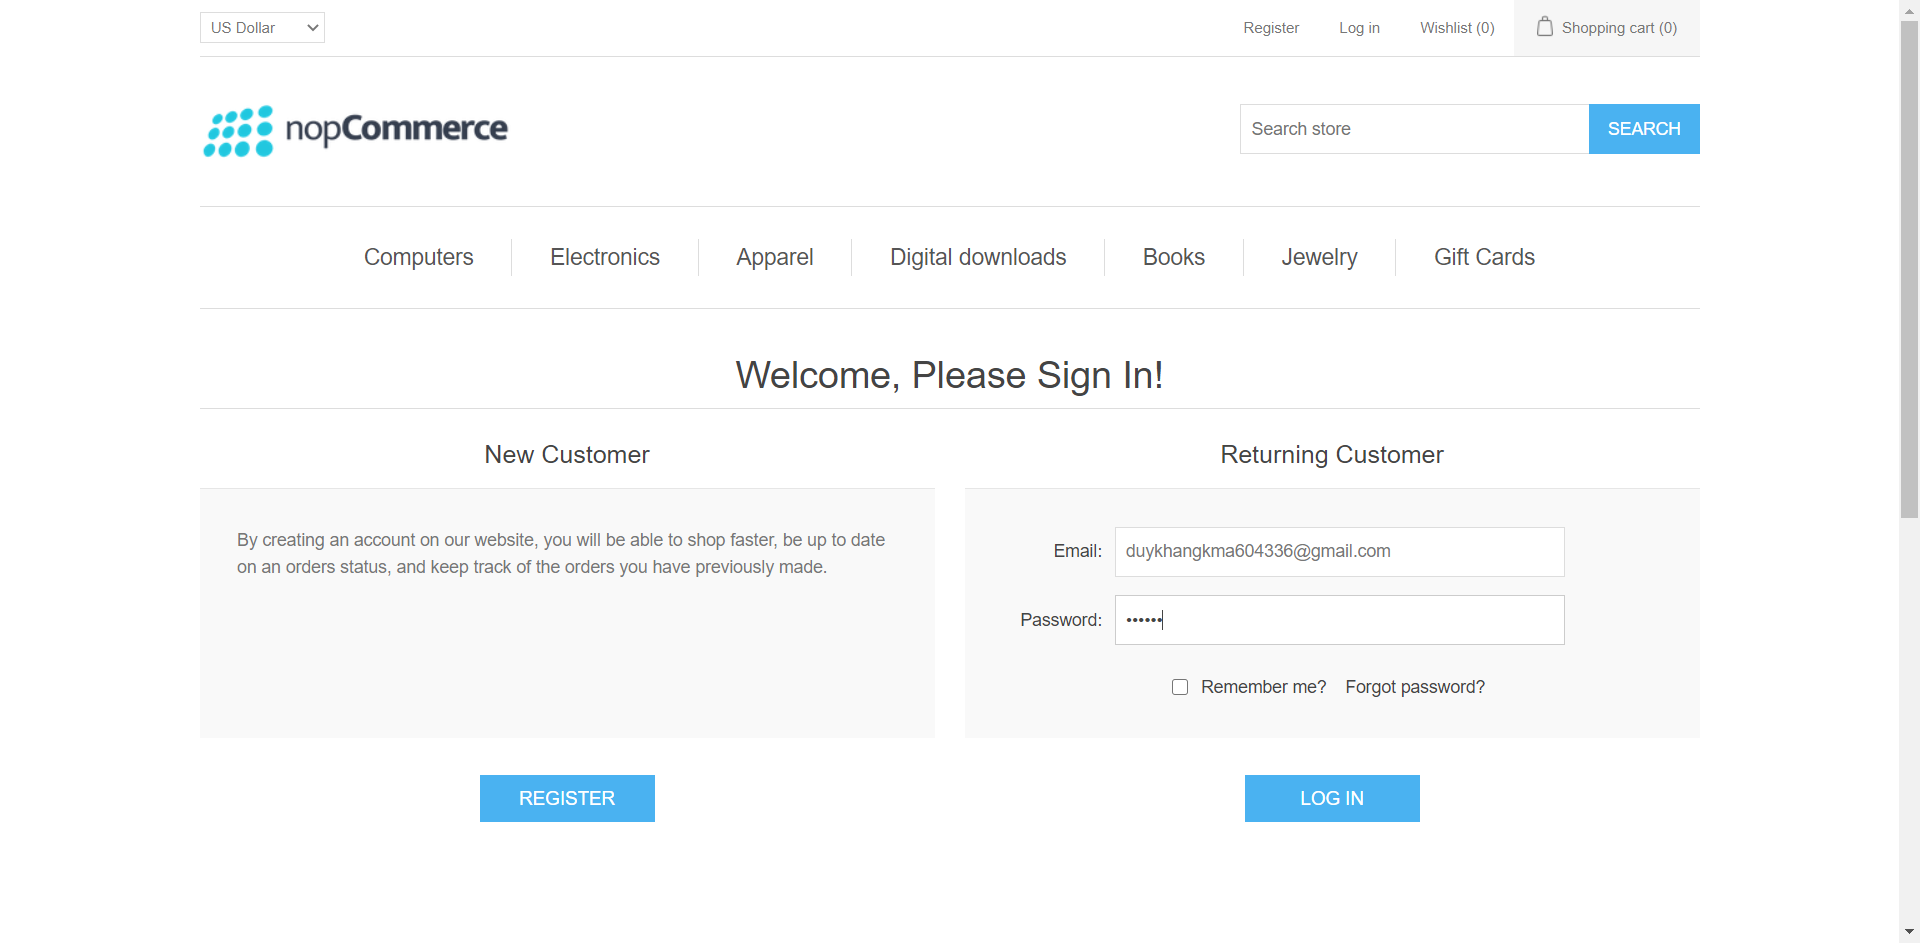 US Dollar
Register
Log in
Wishlist (0)
Shopping cart (0)
nopCommerce
Search store
SEARCH
Computers
Electronics
Apparel
Digital downloads
Books
Jewelry
Gift Cards
Welcome, Please Sign In!
New Customer
By creating an account on our website, you will be able to shop faster, be up to date
on an orders status, and keep track of the orders you have previously made.
REGISTER
Returning Customer
Email:
duykhangkma604336@gmail.com
Password:
••••••
Remember me?
Forgot password?
LOG IN